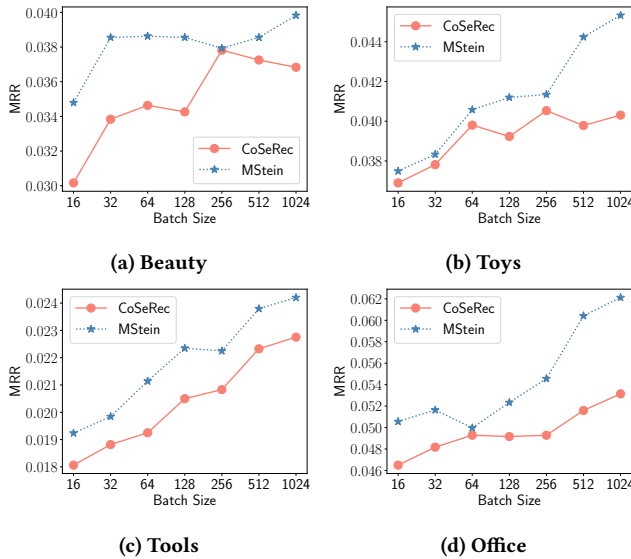 0.040
0.038
0.036
0.034
0.032
0.030
MRR
CoSeRec
MStein
16 32 64 128 256 512 1024
Batch Size
(a) Beauty
0.044
0.042
0.040
0.038
MRR
CoSeRec
MStein
16 32 64 128 256 512 1024
Batch Size
(b) Toys
0.024
0.023
0.022
0.021
0.020
0.019
0.018
MRR
CoSeRec
MStein
16 32 64 128 256 512 1024
Batch Size
(c) Tools
0.062
0.060
0.058
0.056
0.054
0.052
0.050
0.048
0.046
MRR
CoSeRec
MStein
16 32 64 128 256 512 1024
Batch Size
(d) Office